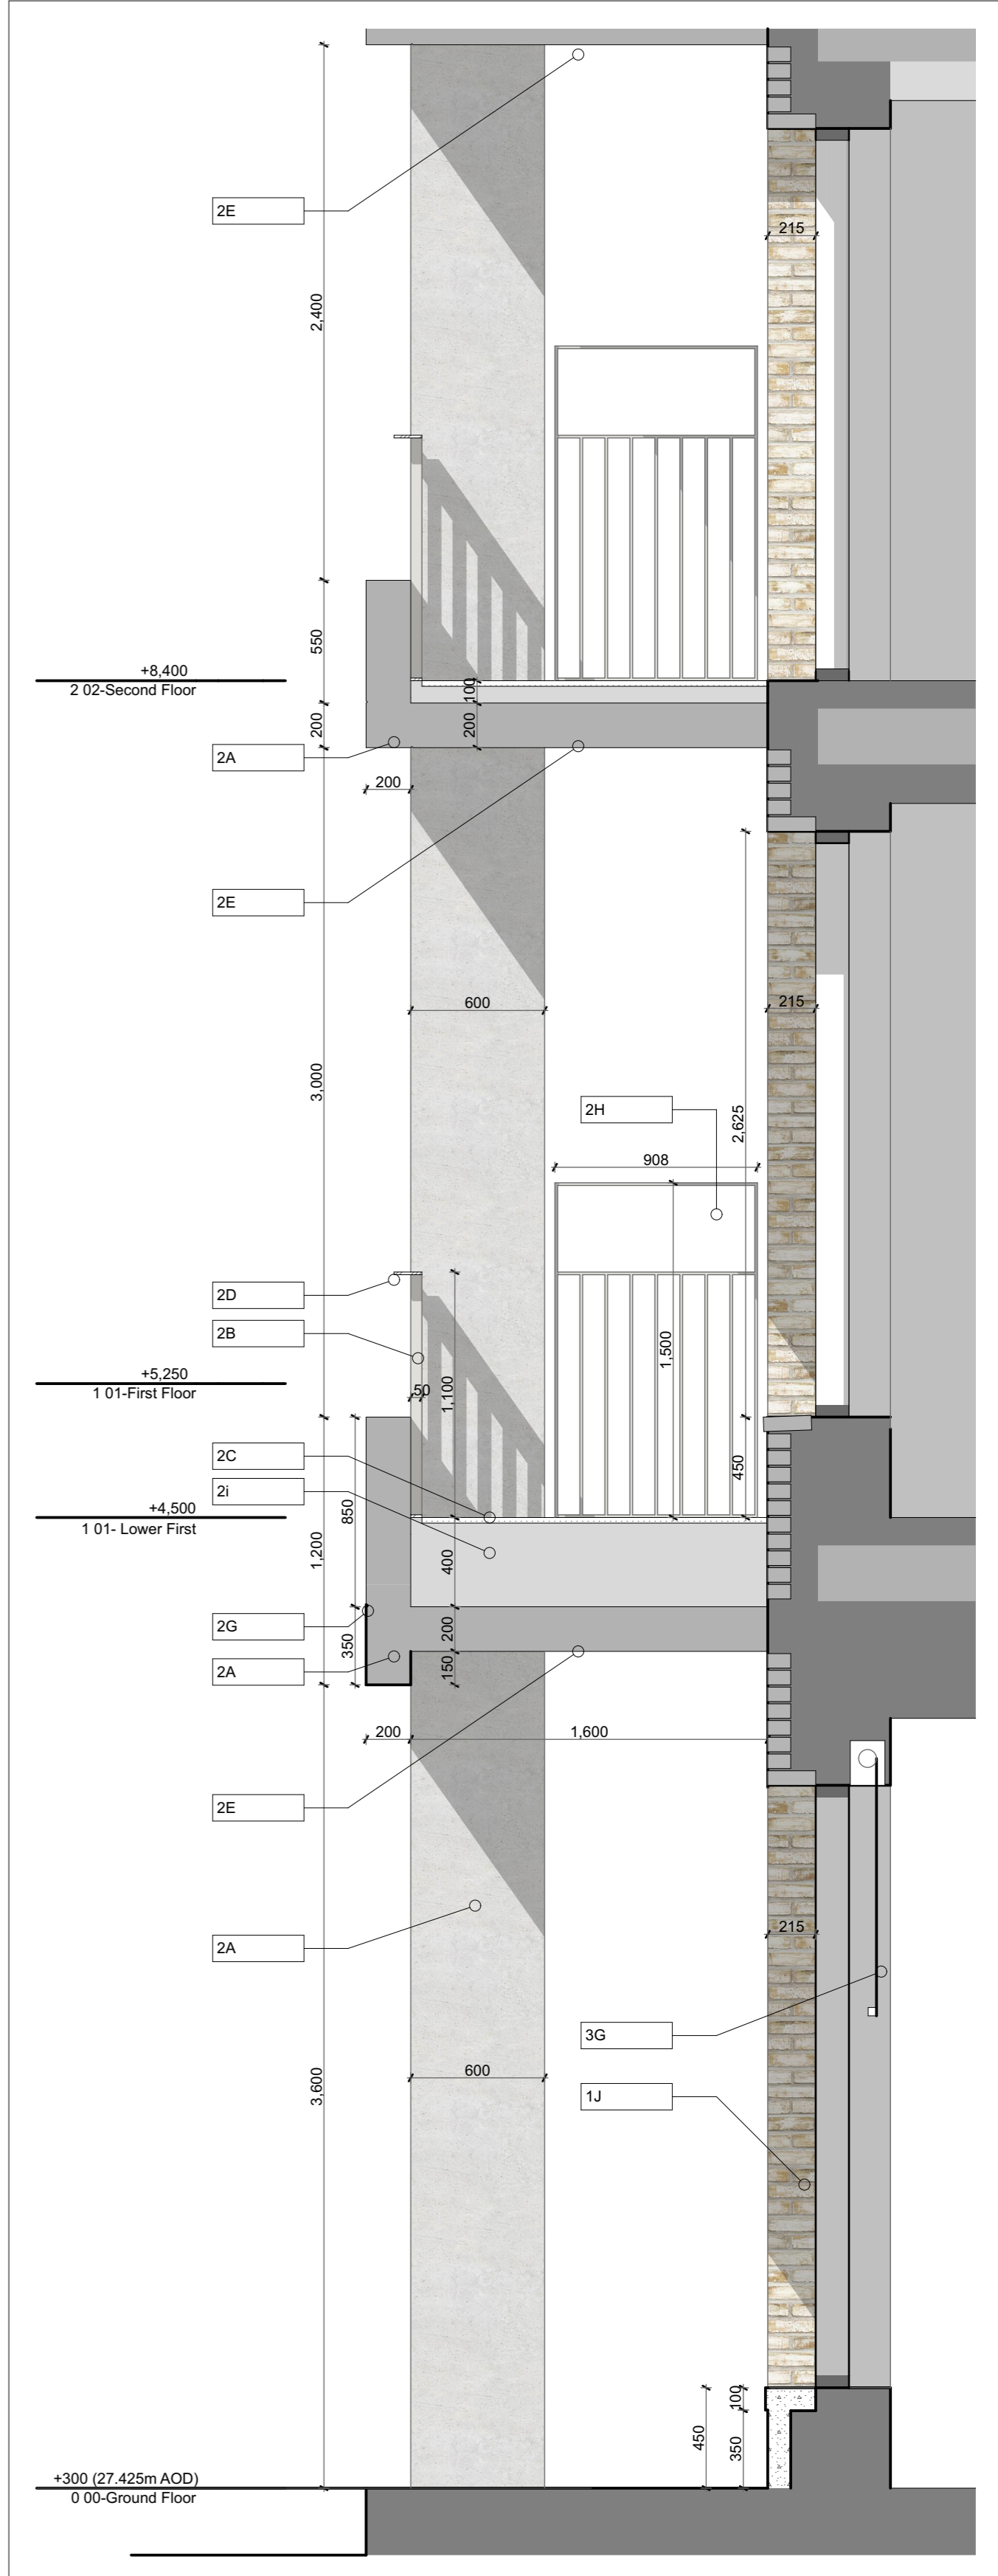 2E
215
2,400
550
+8,400
2 02-Second Floor
100
200
200
2A
200
2E
600
215
3,000
2H
2,625
908
2D
2B
1,500
+5,250
1 01-First Floor
50
1,100
2C
450
2i
850
+4,500
1 01- Lower First
1,200
400
2G
200
350
2A
150
200
1,600
2E
2A
215
3G
600
3,600
1J
100
450
350
+300 (27.425m AOD)
0 00-Ground Floor